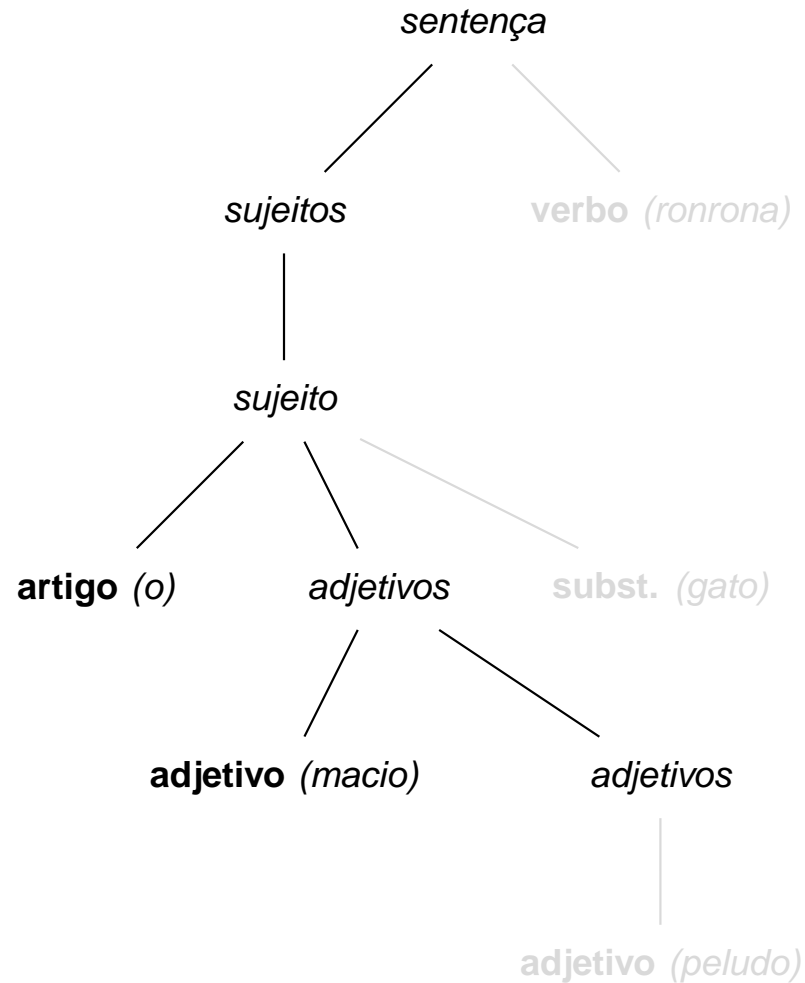 sentença
sujeitos verbo (ronrona)
sujeito
artigo (o) adjetivos subst. (gato)
adjetivo (macio) adjetivos
adjetivo (peludo)